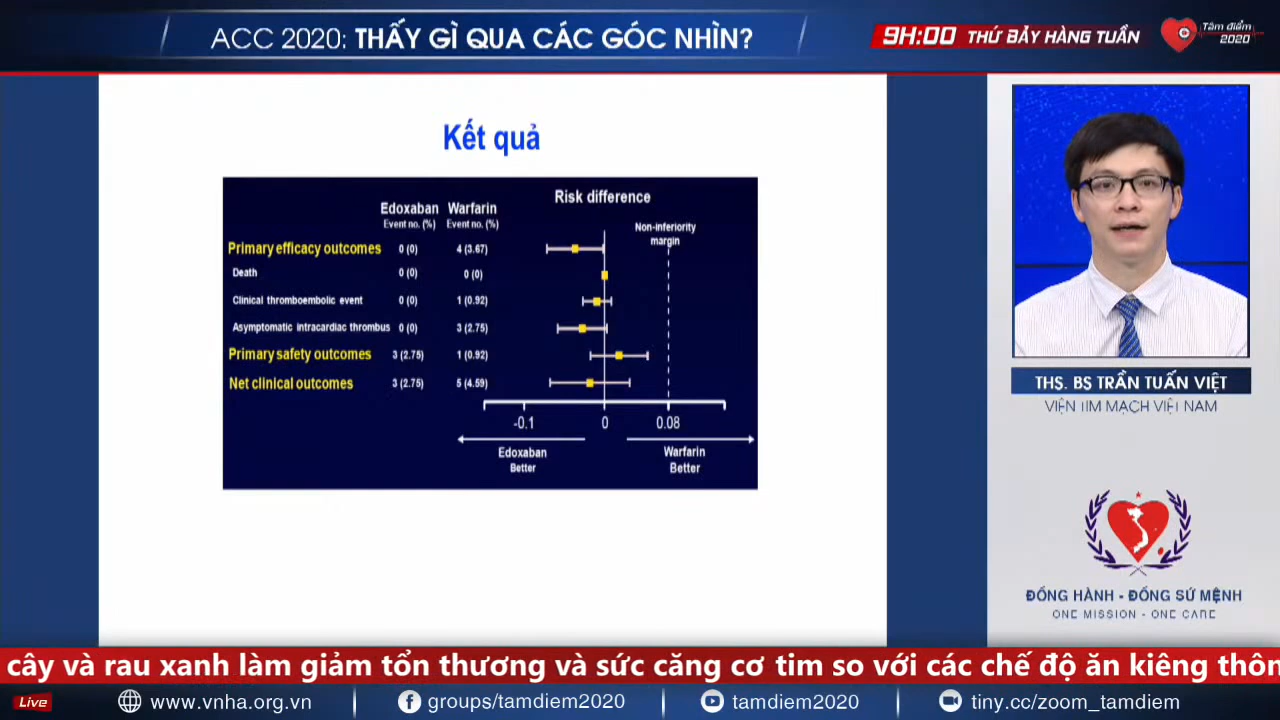 ACC 2020: THẤY GÌ QUA CÁC GÓC NHÌN?
9H:00 THỨ BẢY HÀNG TUẦN
Tâm điểm
2020
Kết quả
Edoxaban Warfarin
Event no. (%) Event no. (%)
Risk difference
Non-inferiority
margin
Primary efficacy outcomes 0 (0) 4 (3.67)
Death 0 (0) 0 (0)
Clinical thromboembolic event 0 (0) 1 (0.92)
Asymptomatic intracardiac thrombus 0 (0) 3 (2.75)
Primary safety outcomes 3 (2.75) 1 (0.92)
Net clinical outcomes 3 (2.75) 5 (4.59)
-0.1 0 0.08
Edoxaban
Better
Warfarin
Better
THS. BS TRẦN TUẤN VIỆT
VIỆN TIM MẠCH VIỆT NAM
ĐỒNG HÀNH - ĐỒNG SỨ MỆNH
ONE MISSION - ONE CARE
cây và rau xanh làm giảm tổn thương và sức căng cơ tim so với các chế độ ăn kiêng thôn
Live
www.vnha.org.vn
groups/tamdiem2020
tamdiem2020
tiny.cc/zoom_tamdiem